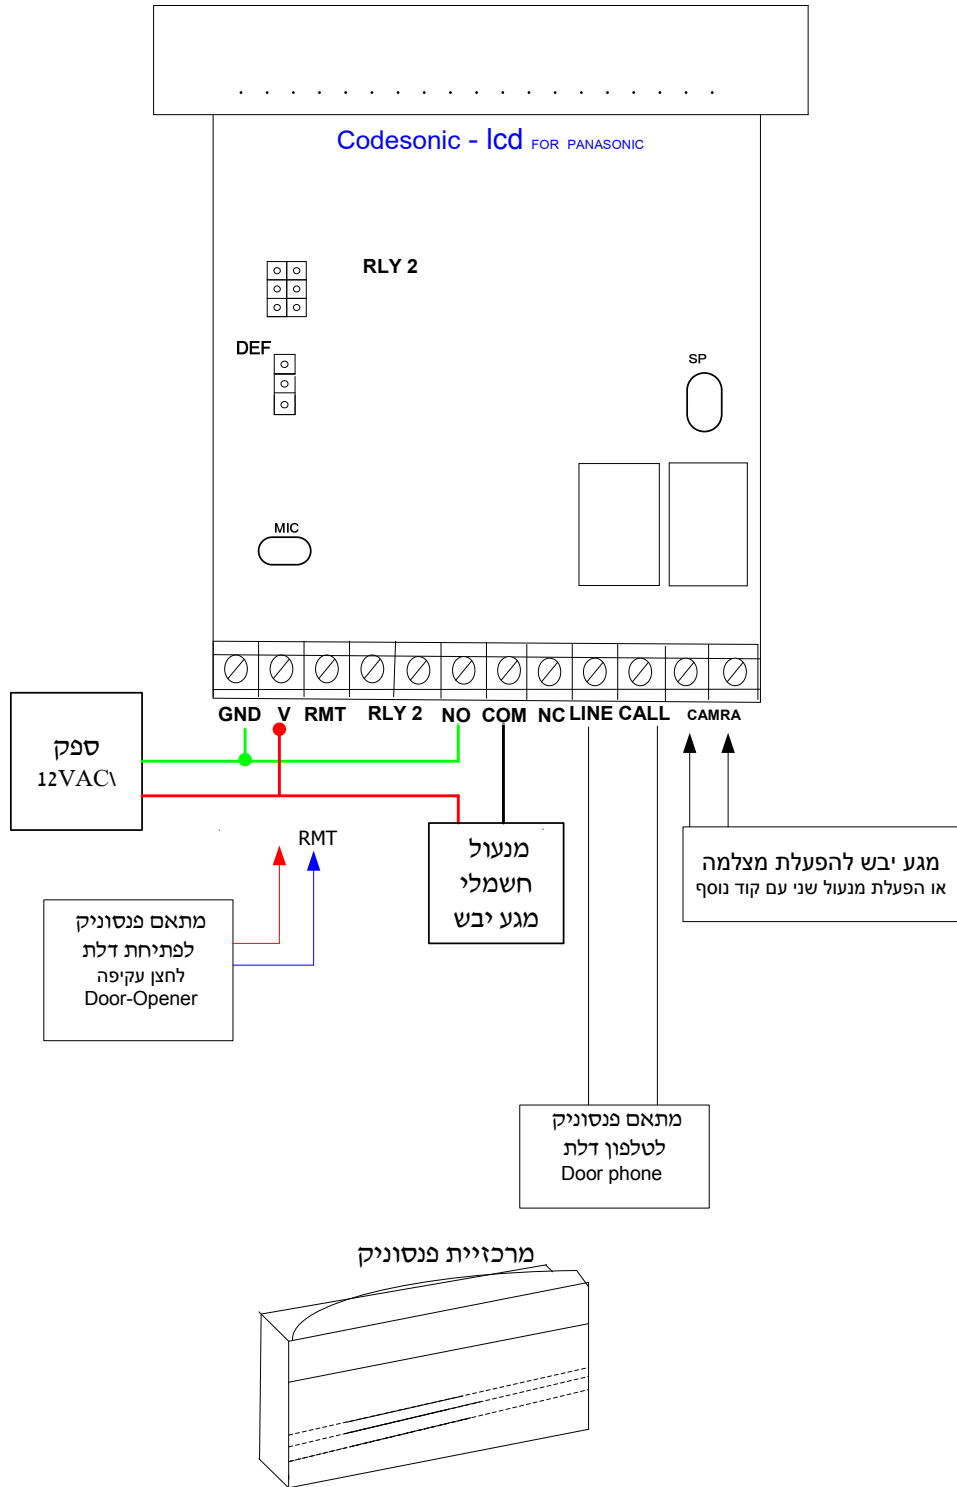 Codesonic - lcd FOR PANASONIC
RLY 2
DEF
SP
MIC
GND V RMT RLY 2 NO COM NC LINE CALL CAMRA
ספק
12VAC\
RMT
מנעול
חשמלי
מגע יבש
מגע יבש להפעלת מצלמה
או הפעלת מנעול שני עם קוד נוסף
מתאם פנסוניק
לפתיחת דלת
לחצן עקיפה
Door-Opener
מתאם פנסוניק
לטלפון דלת
Door phone
מרכזיית פנסוניק